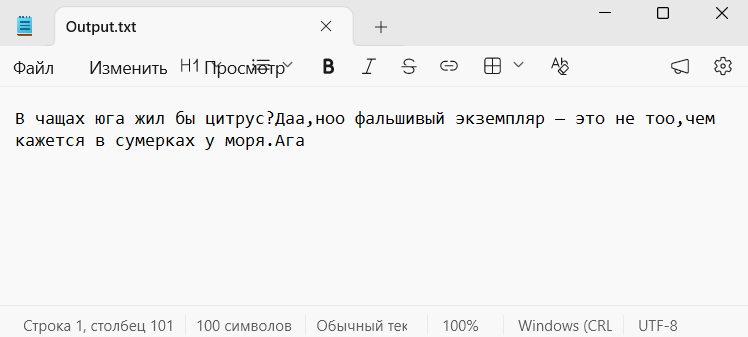 Output.txt
Файл Изменить H1 Просмотр B I S
В чащах юга жил бы цитрус?Даа,ноо фальшивый экземпляр — это не тоо,чем
кажется в сумерках у моря.Ага
Строка 1, столбец 101 100 символов Обычный тек 100% Windows (CRL UTF-8